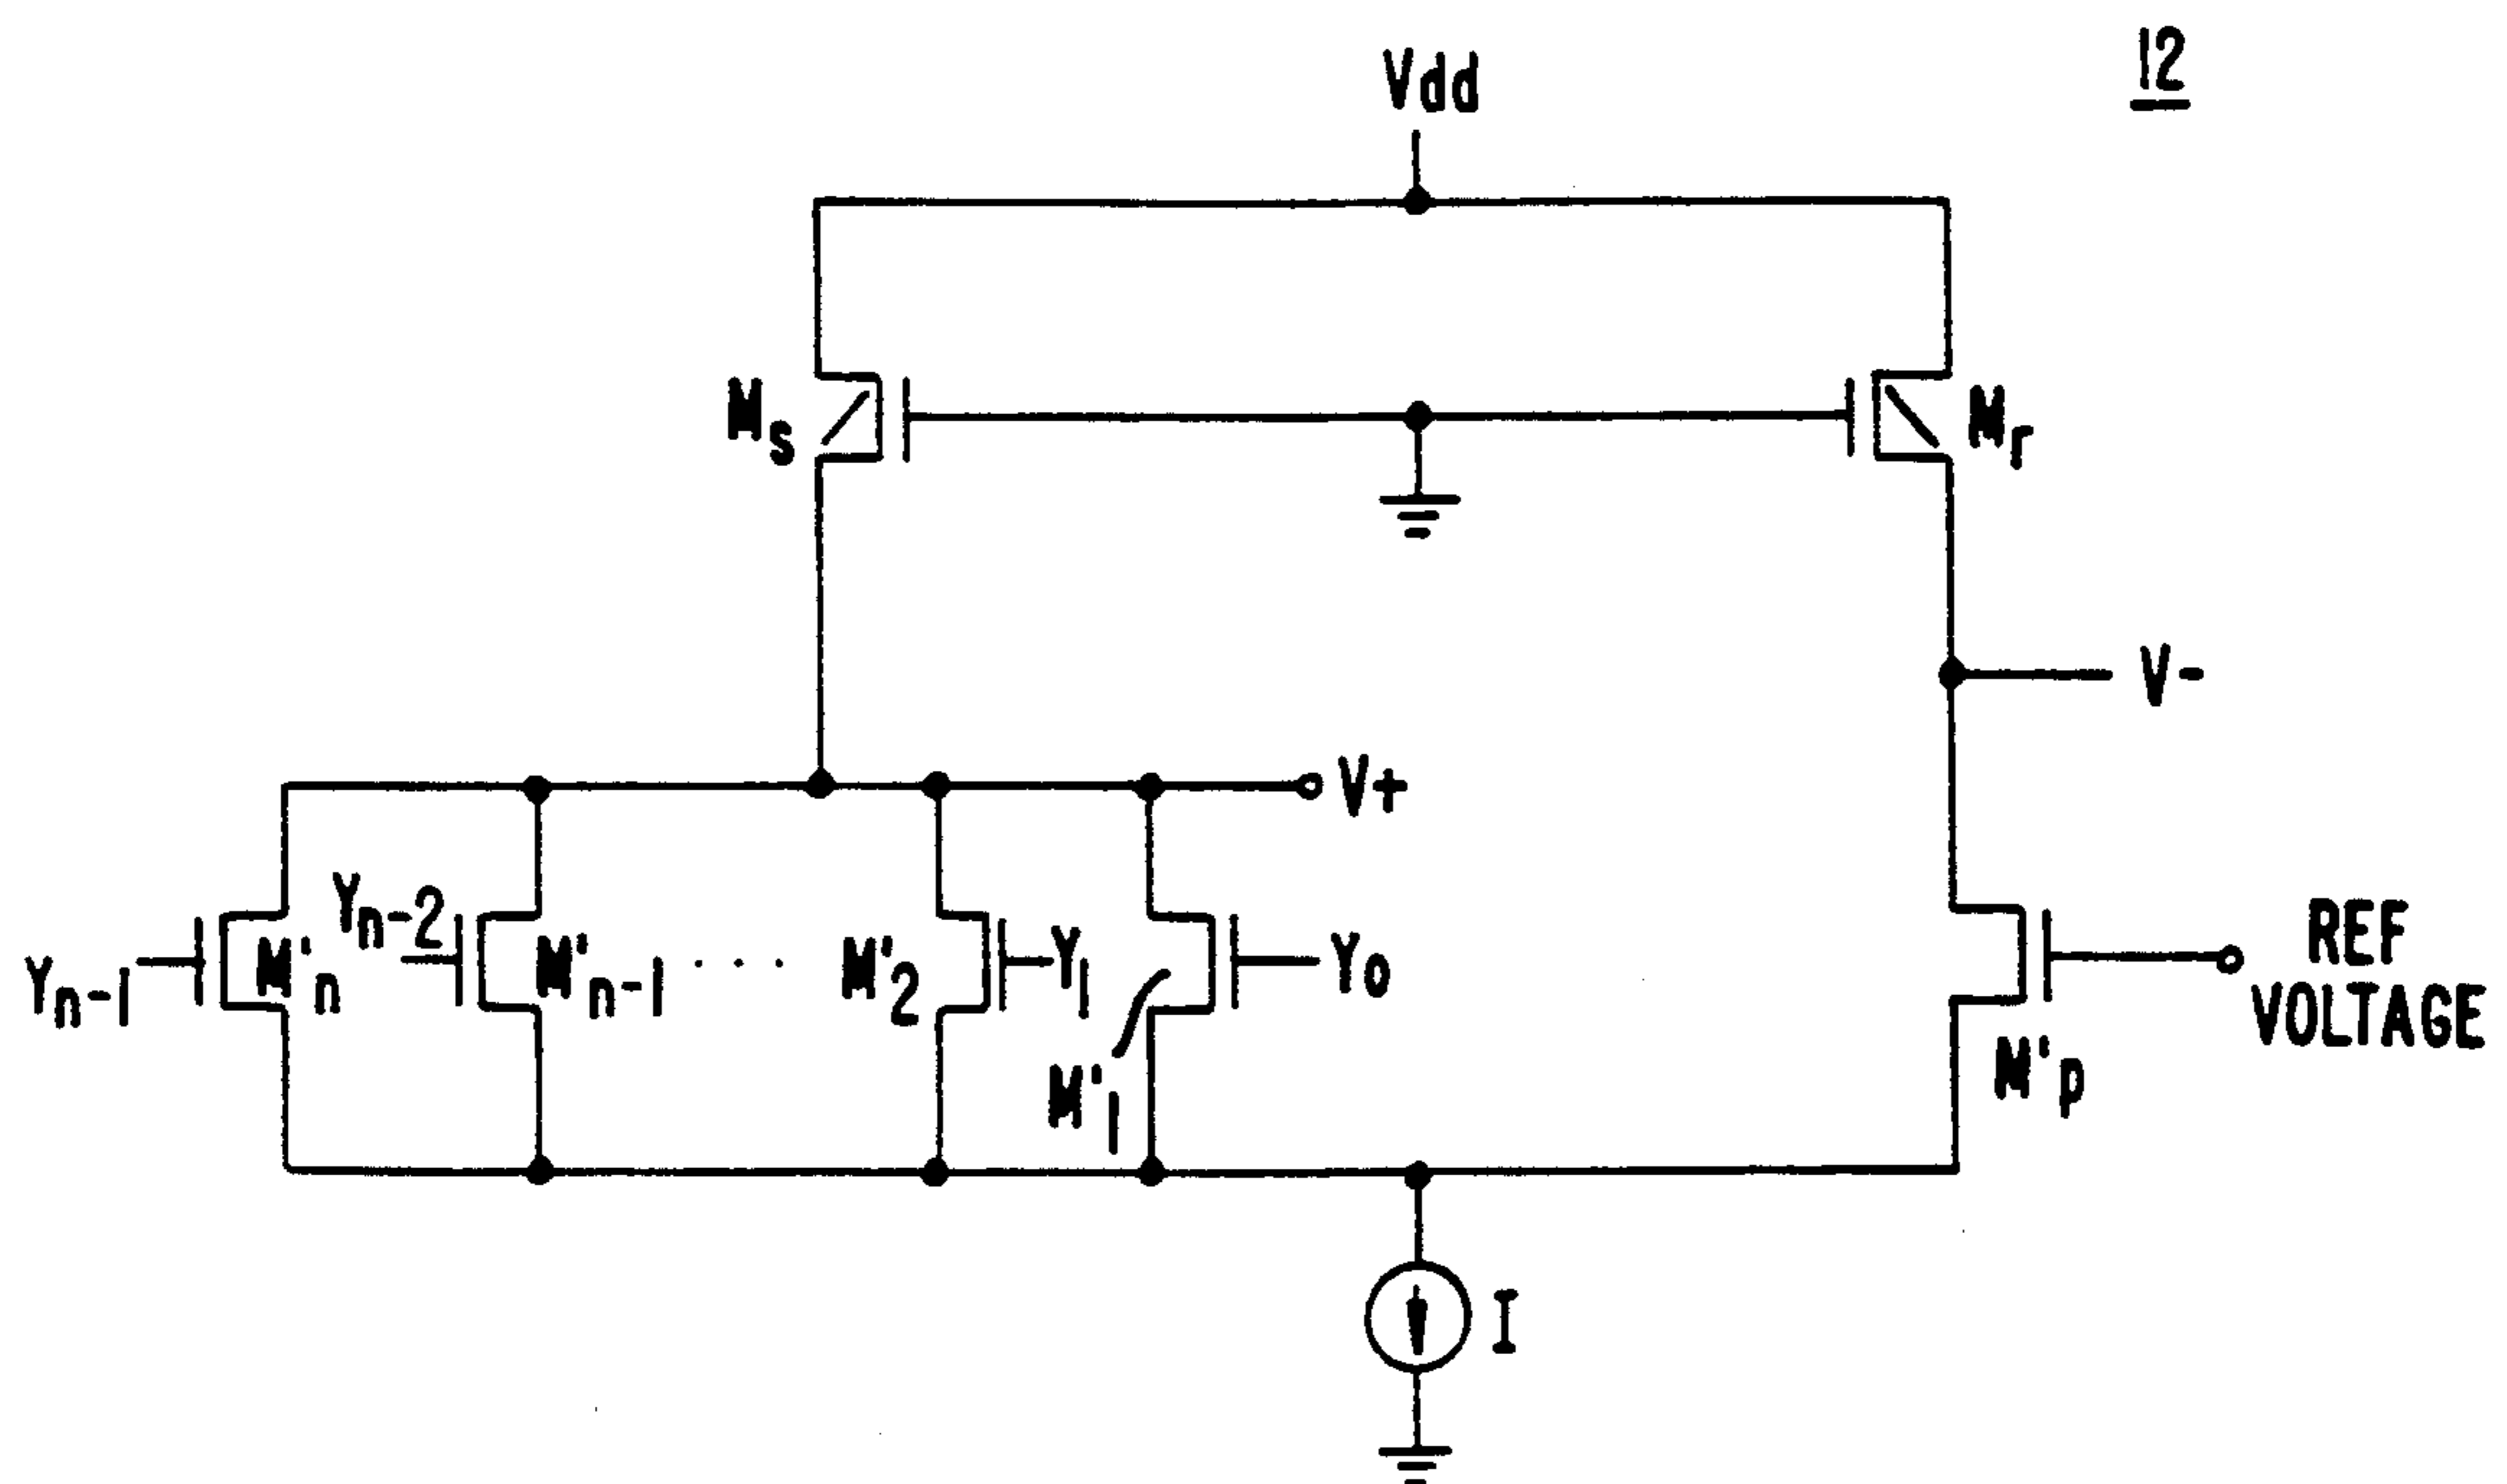 12
Vdd
Ms
Mr
V-
V+
Yn-1
M'n
Yn-2
M'n-1
. . .
M'2
Y1
M'1
Y0
REF
VOLTAGE
M'p
I